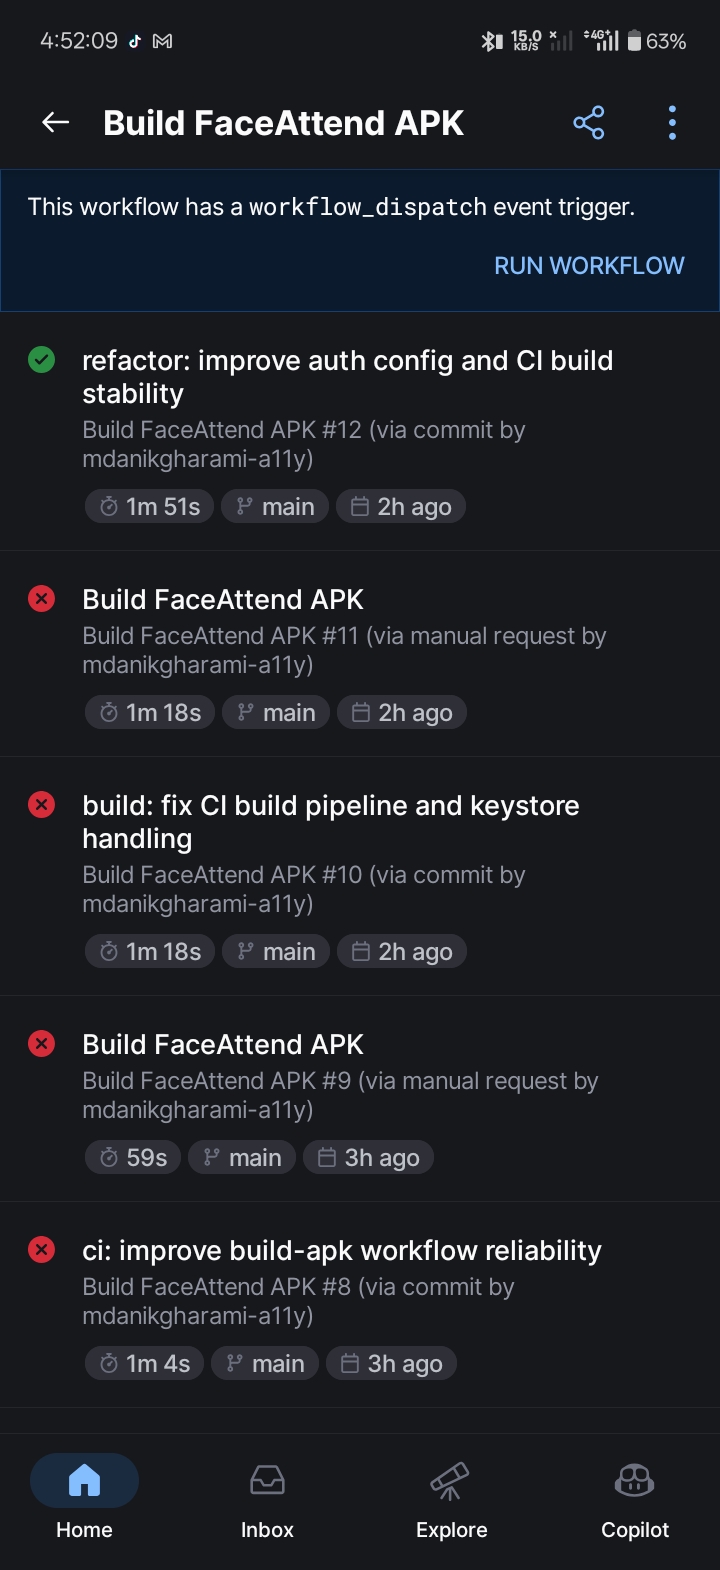 4:52:09
15.0 KB/S
4G+
63%
Build FaceAttend APK
This workflow has a workflow_dispatch event trigger.
RUN WORKFLOW
refactor: improve auth config and CI build
stability
Build FaceAttend APK #12 (via commit by
mdanikgharami-a11y)
1m 51s main 2h ago
Build FaceAttend APK
Build FaceAttend APK #11 (via manual request by
mdanikgharami-a11y)
1m 18s main 2h ago
build: fix CI build pipeline and keystore
handling
Build FaceAttend APK #10 (via commit by
mdanikgharami-a11y)
1m 18s main 2h ago
Build FaceAttend APK
Build FaceAttend APK #9 (via manual request by
mdanikgharami-a11y)
59s main 3h ago
ci: improve build-apk workflow reliability
Build FaceAttend APK #8 (via commit by
mdanikgharami-a11y)
1m 4s main 3h ago
Home Inbox Explore Copilot